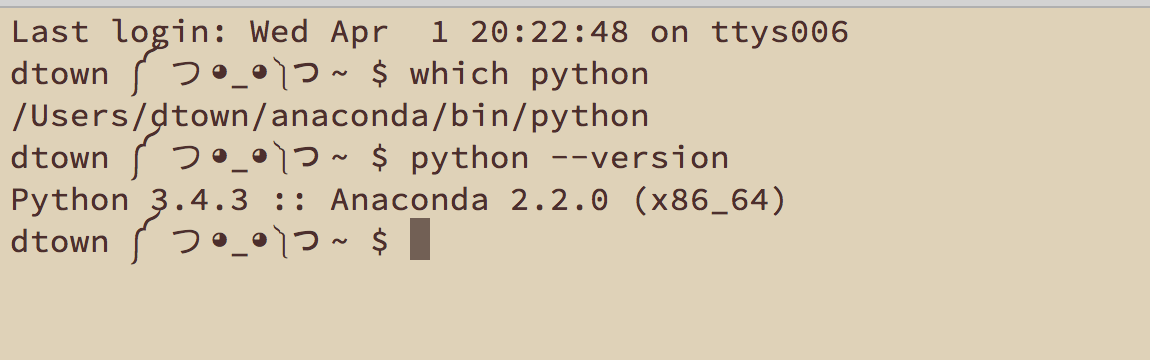 Last login: Wed Apr  1 20:22:48 on ttys006
dtown ༼ つ ◕_◕༽つ ~ $ which python
/Users/dtown/anaconda/bin/python
dtown ༼ つ ◕_◕༽つ ~ $ python --version
Python 3.4.3 :: Anaconda 2.2.0 (x86_64)
dtown ༼ つ ◕_◕༽つ ~ $